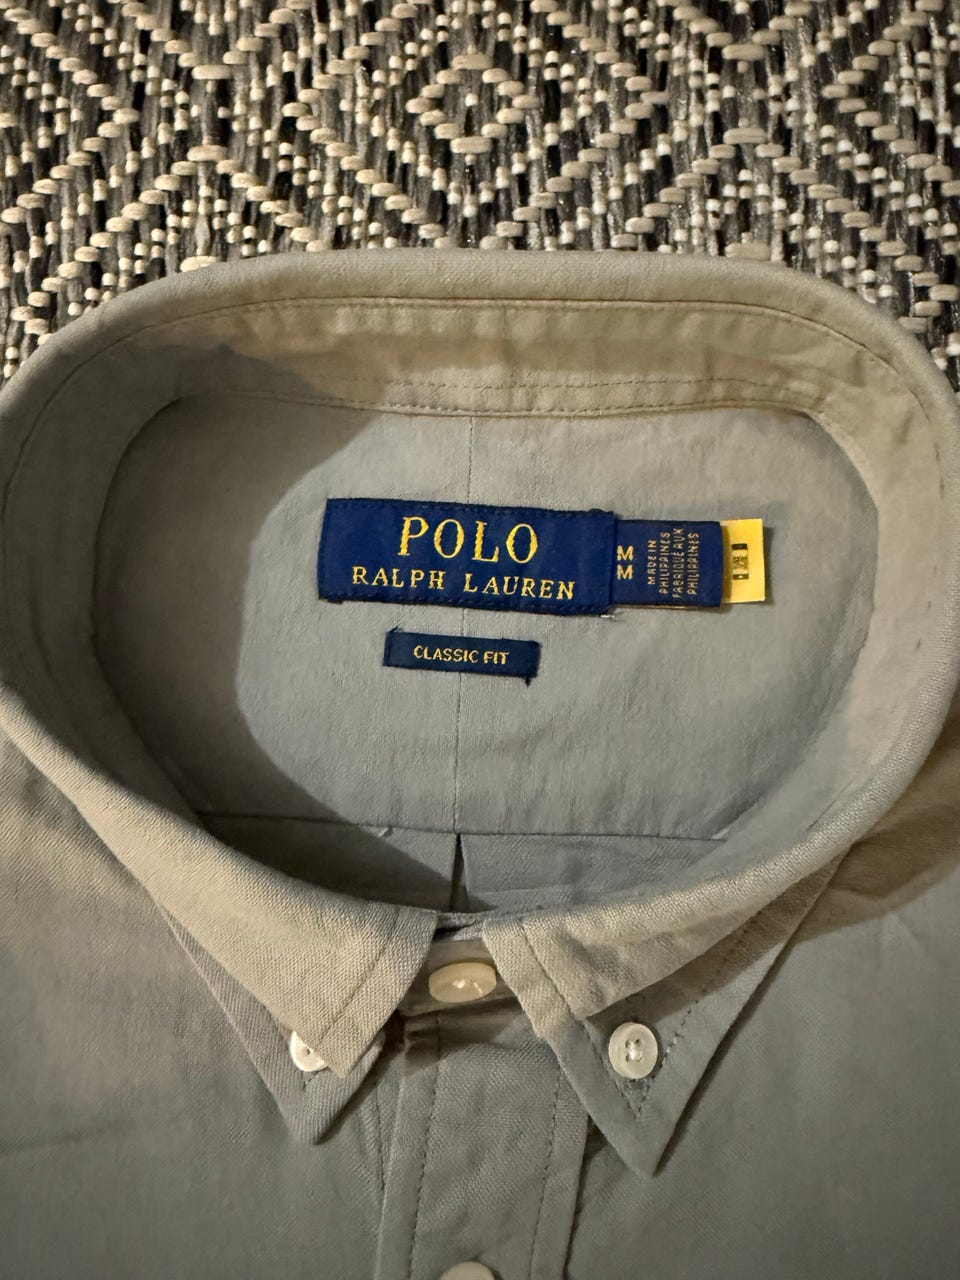 POLO
RALPH LAUREN
M
M
MADE IN
PHILIPPINES
FABRIQUÉ AUX
PHILIPPINES
CLASSIC FIT